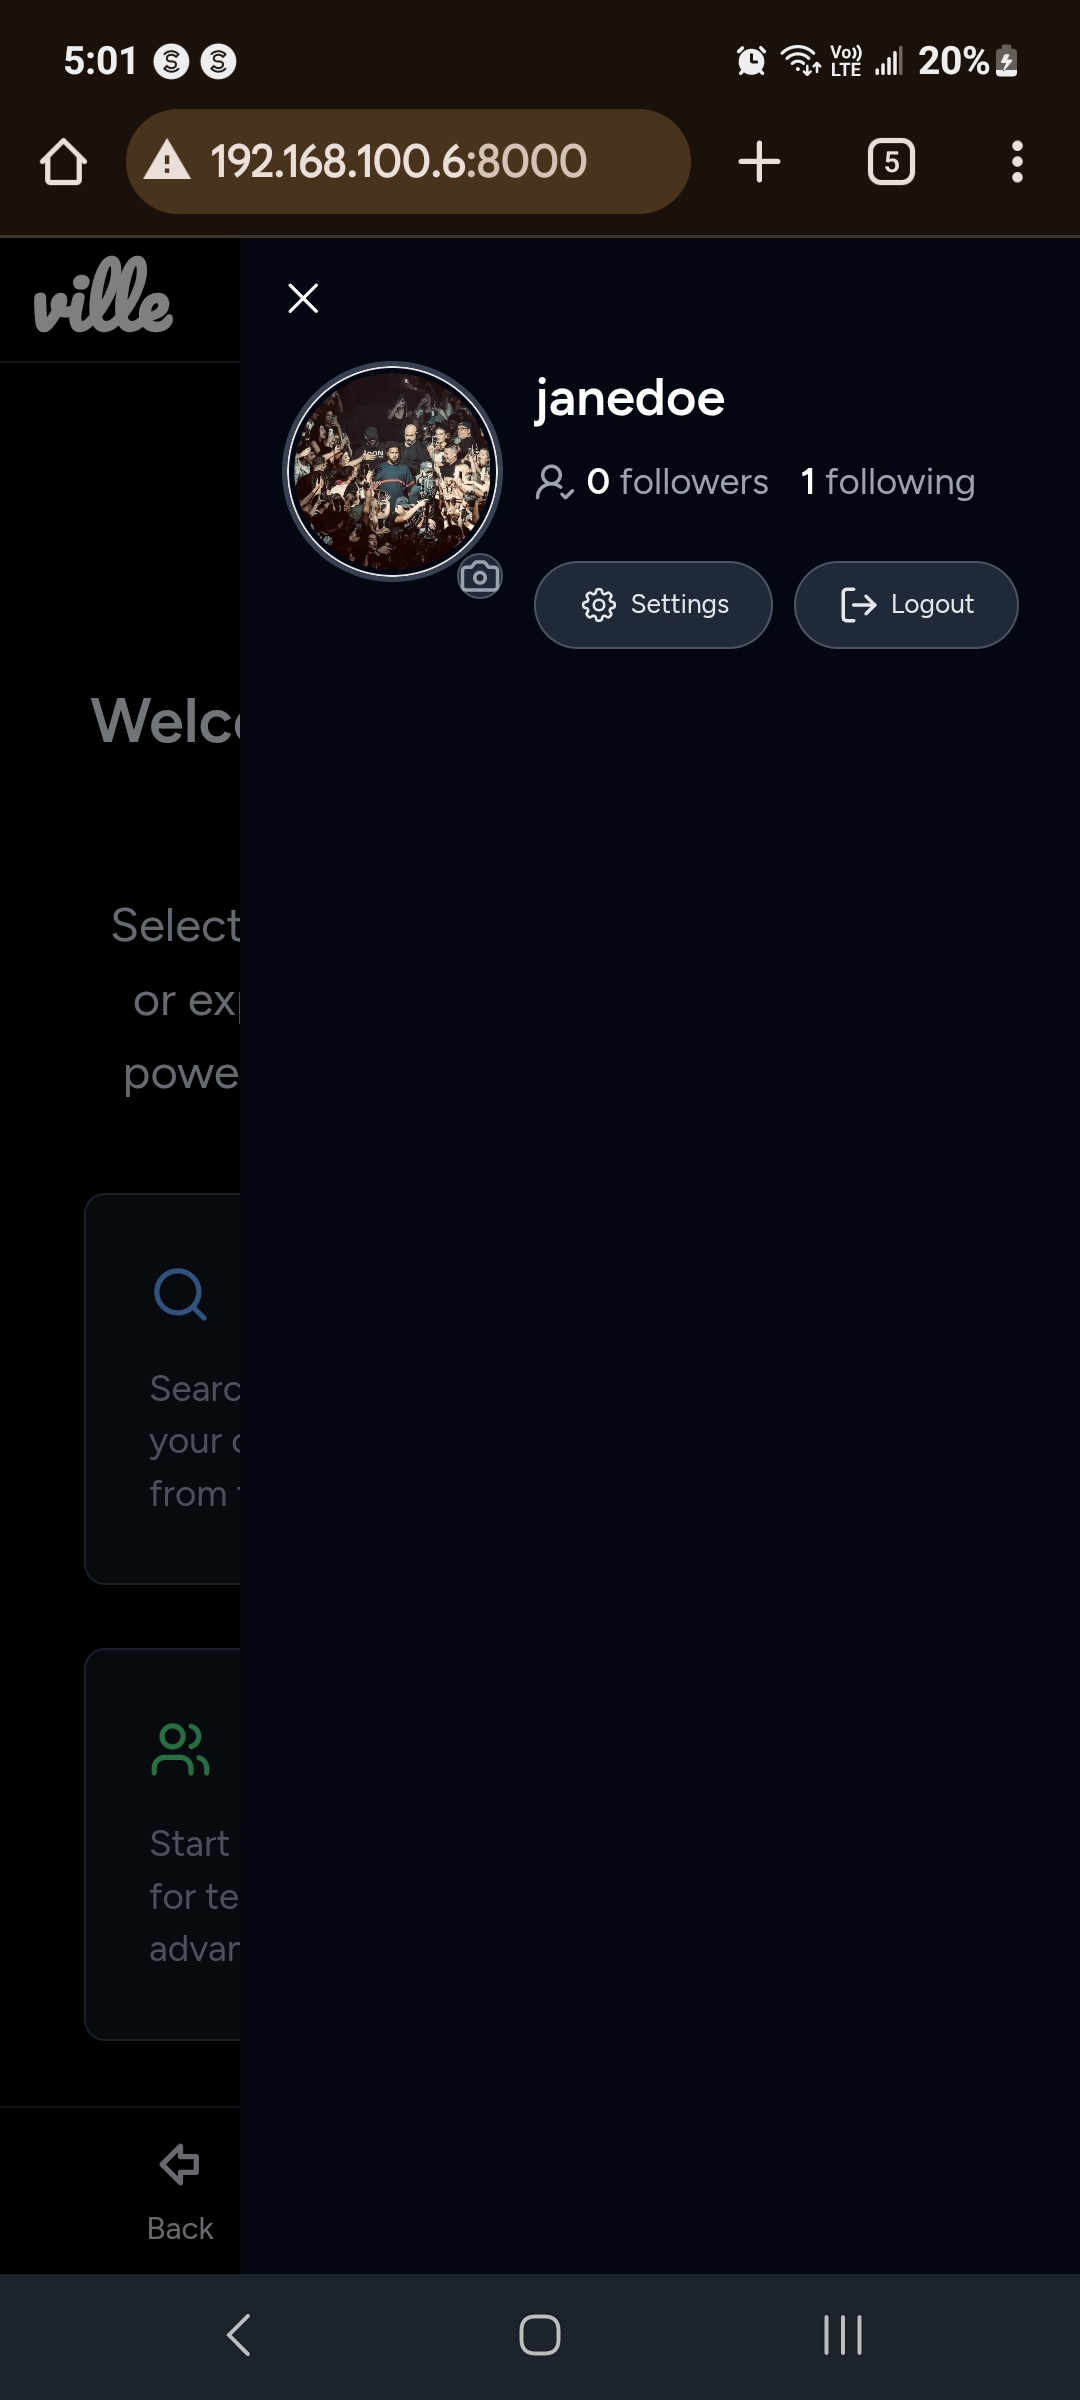 5:01
Vo)) LTE
20%
192.168.100.6:8000
5
ville
janedoe
0 followers 1 following
Settings
Logout
Welc
Select
or ex
powe
Searc
your
from
Start
for te
advar
Back